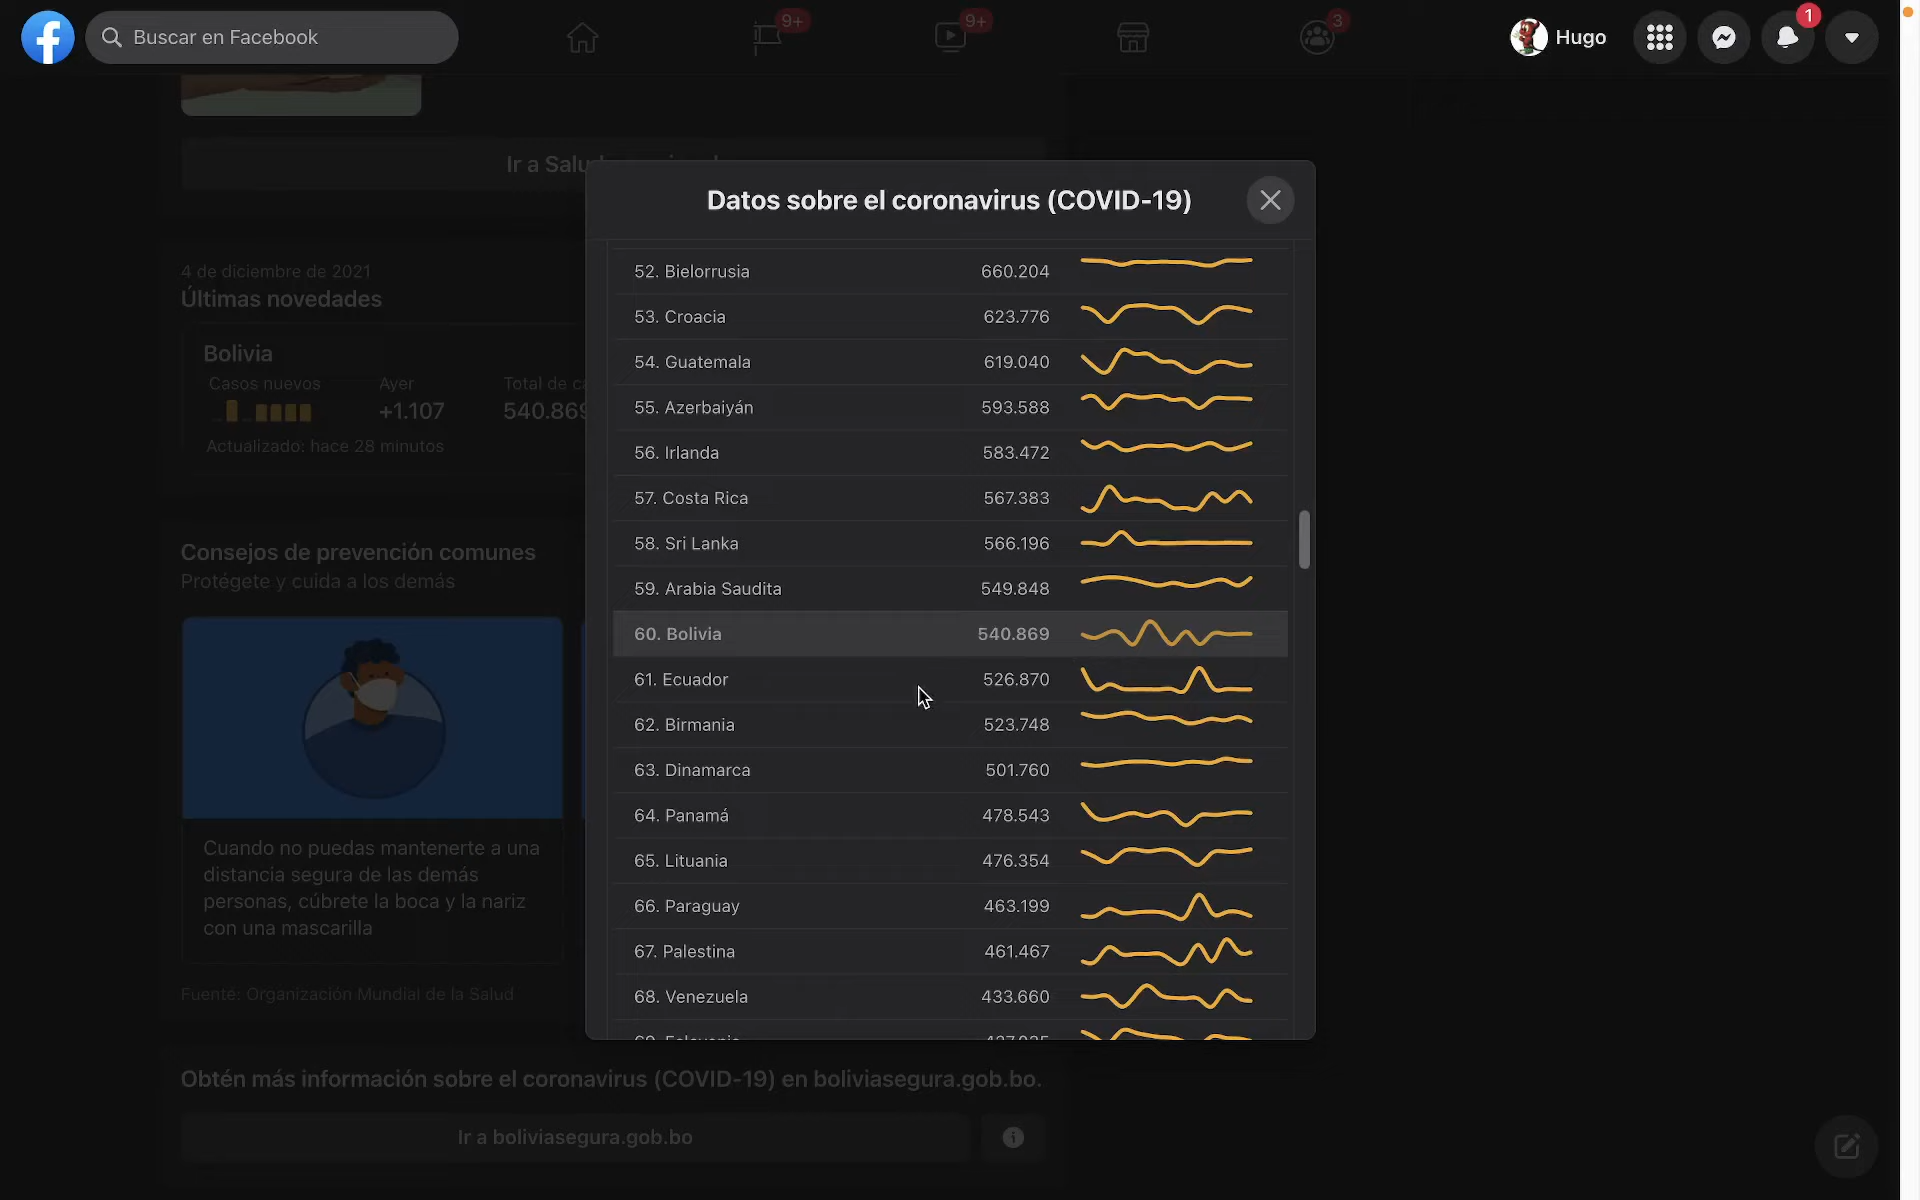 Buscar en Facebook
9+
9+
3
Hugo
1
Ir a Salu
Datos sobre el coronavirus (COVID-19)
4 de diciembre de 2021
Últimas novedades
Bolivia
Casos nuevos
Ayer
Total de ca
+1.107
540.869
Actualizado: hace 28 minutos
Consejos de prevención comunes
Protégete y cuida a los demás
Cuando no puedas mantenerte a una
distancia segura de las demás
personas, cúbrete la boca y la nariz
con una mascarilla
Fuente: Organización Mundial de la Salud
52. Bielorrusia 660.204
53. Croacia 623.776
54. Guatemala 619.040
55. Azerbaiyán 593.588
56. Irlanda 583.472
57. Costa Rica 567.383
58. Sri Lanka 566.196
59. Arabia Saudita 549.848
60. Bolivia 540.869
61. Ecuador 526.870
62. Birmania 523.748
63. Dinamarca 501.760
64. Panamá 478.543
65. Lituania 476.354
66. Paraguay 463.199
67. Palestina 461.467
68. Venezuela 433.660
Obtén más información sobre el coronavirus (COVID-19) en boliviasegura.gob.bo.
Ir a boliviasegura.gob.bo